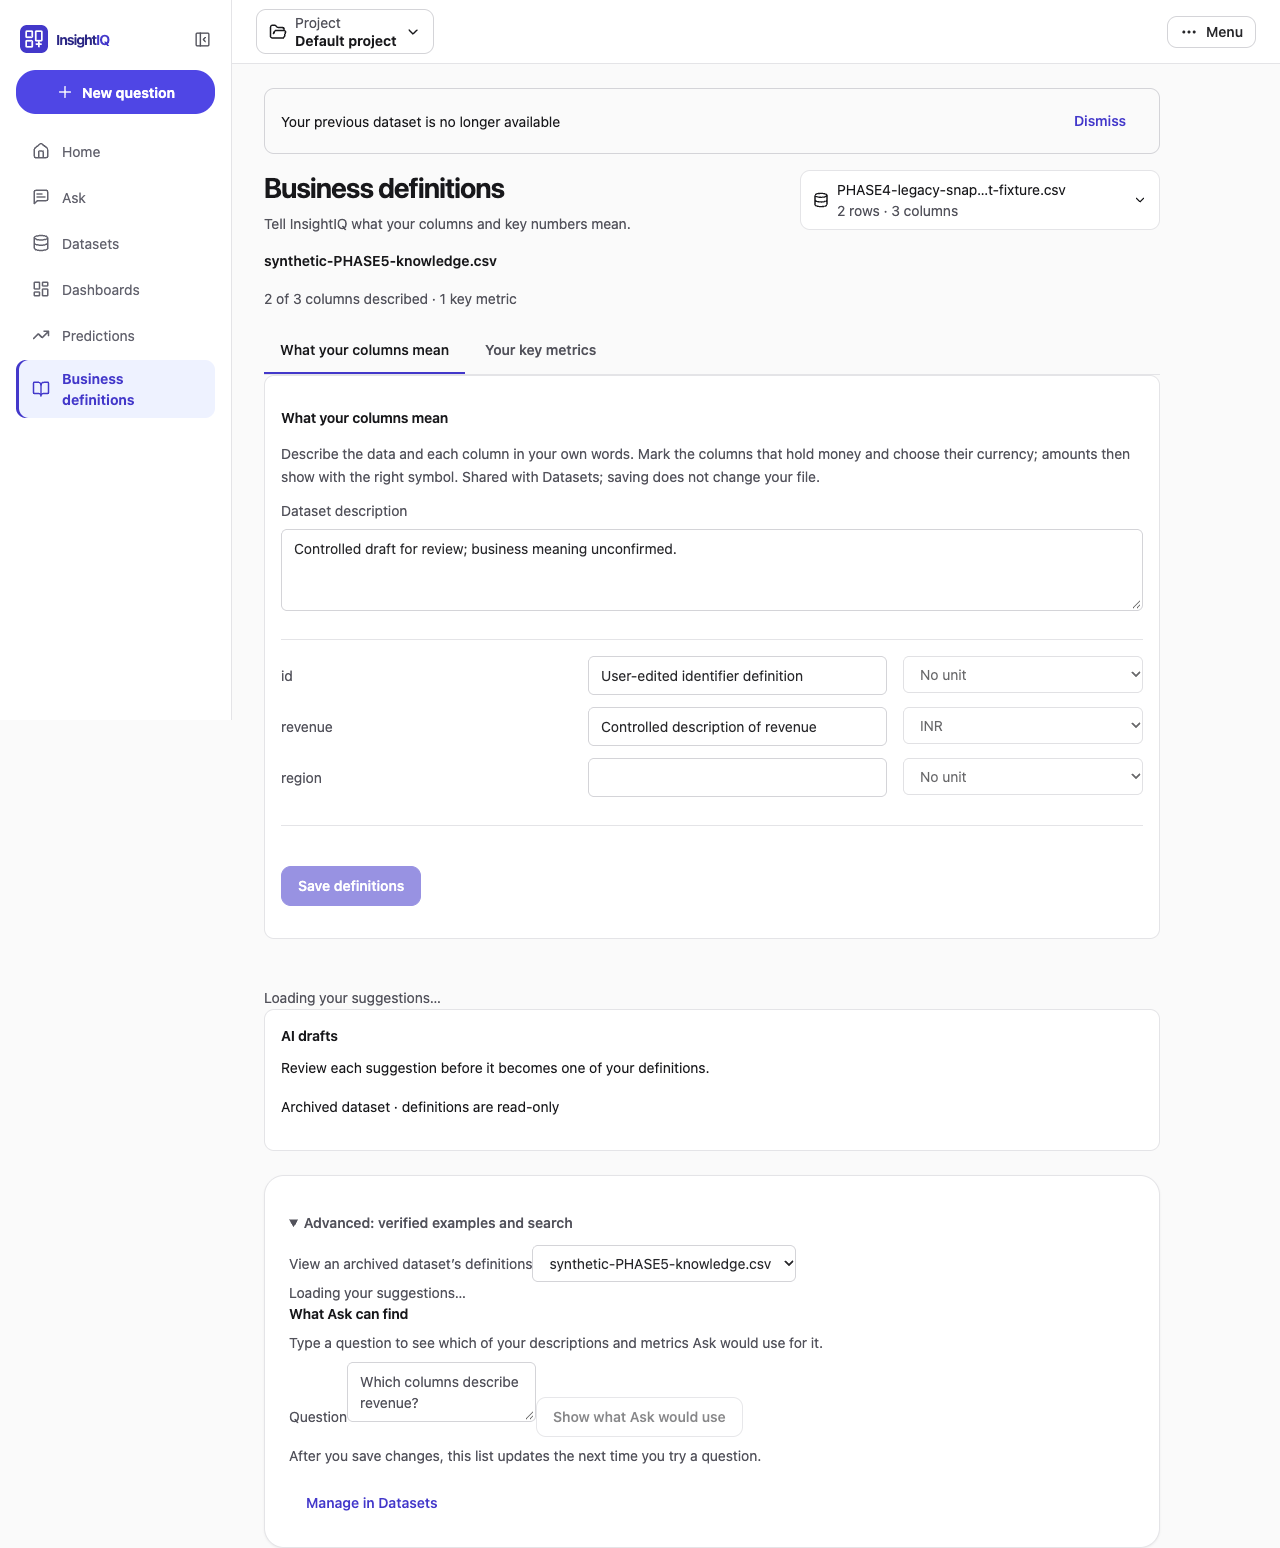 InsightIQ
New question
Home
Ask
Datasets
Dashboards
Predictions
Business
definitions
Project
Default project
Menu
Your previous dataset is no longer available
Dismiss
Business definitions
Tell InsightIQ what your columns and key numbers mean.
PHASE4-legacy-snap...t-fixture.csv
2 rows · 3 columns
synthetic-PHASE5-knowledge.csv
2 of 3 columns described · 1 key metric
What your columns mean
Your key metrics
What your columns mean
Describe the data and each column in your own words. Mark the columns that hold money and choose their currency; amounts then
show with the right symbol. Shared with Datasets; saving does not change your file.
Dataset description
Controlled draft for review; business meaning unconfirmed.
id
User-edited identifier definition
No unit
revenue
Controlled description of revenue
INR
region
No unit
Save definitions
Loading your suggestions...
AI drafts
Review each suggestion before it becomes one of your definitions.
Archived dataset · definitions are read-only
Advanced: verified examples and search
View an archived dataset’s definitions
synthetic-PHASE5-knowledge.csv
Loading your suggestions...
What Ask can find
Type a question to see which of your descriptions and metrics Ask would use for it.
Question
Which columns describe
revenue?
Show what Ask would use
After you save changes, this list updates the next time you try a question.
Manage in Datasets